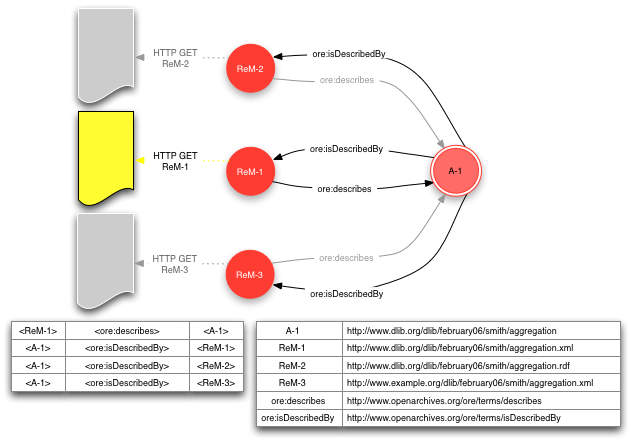 HTTP GET
ReM-2
ReM-2
ore:isDescribedBy
ore:describes
HTTP GET
ReM-1
ReM-1
ore:isDescribedBy
ore:describes
A-1
HTTP GET
ReM-3
ReM-3
ore:describes
ore:isDescribedBy
<ReM-1> <ore:describes> <A-1>
<A-1> <ore:isDescribedBy> <ReM-1>
<A-1> <ore:isDescribedBy> <ReM-2>
<A-1> <ore:isDescribedBy> <ReM-3>
A-1 http://www.dlib.org/dlib/february06/smith/aggregation
ReM-1 http://www.dlib.org/dlib/february06/smith/aggregation.xml
ReM-2 http://www.dlib.org/dlib/february06/smith/aggregation.rdf
ReM-3 http://www.example.org/dlib/february06/smith/aggregation.xml
ore:describes http://www.openarchives.org/ore/terms/describes
ore:isDescribedBy http://www.openarchives.org/ore/terms/isDescribedBy